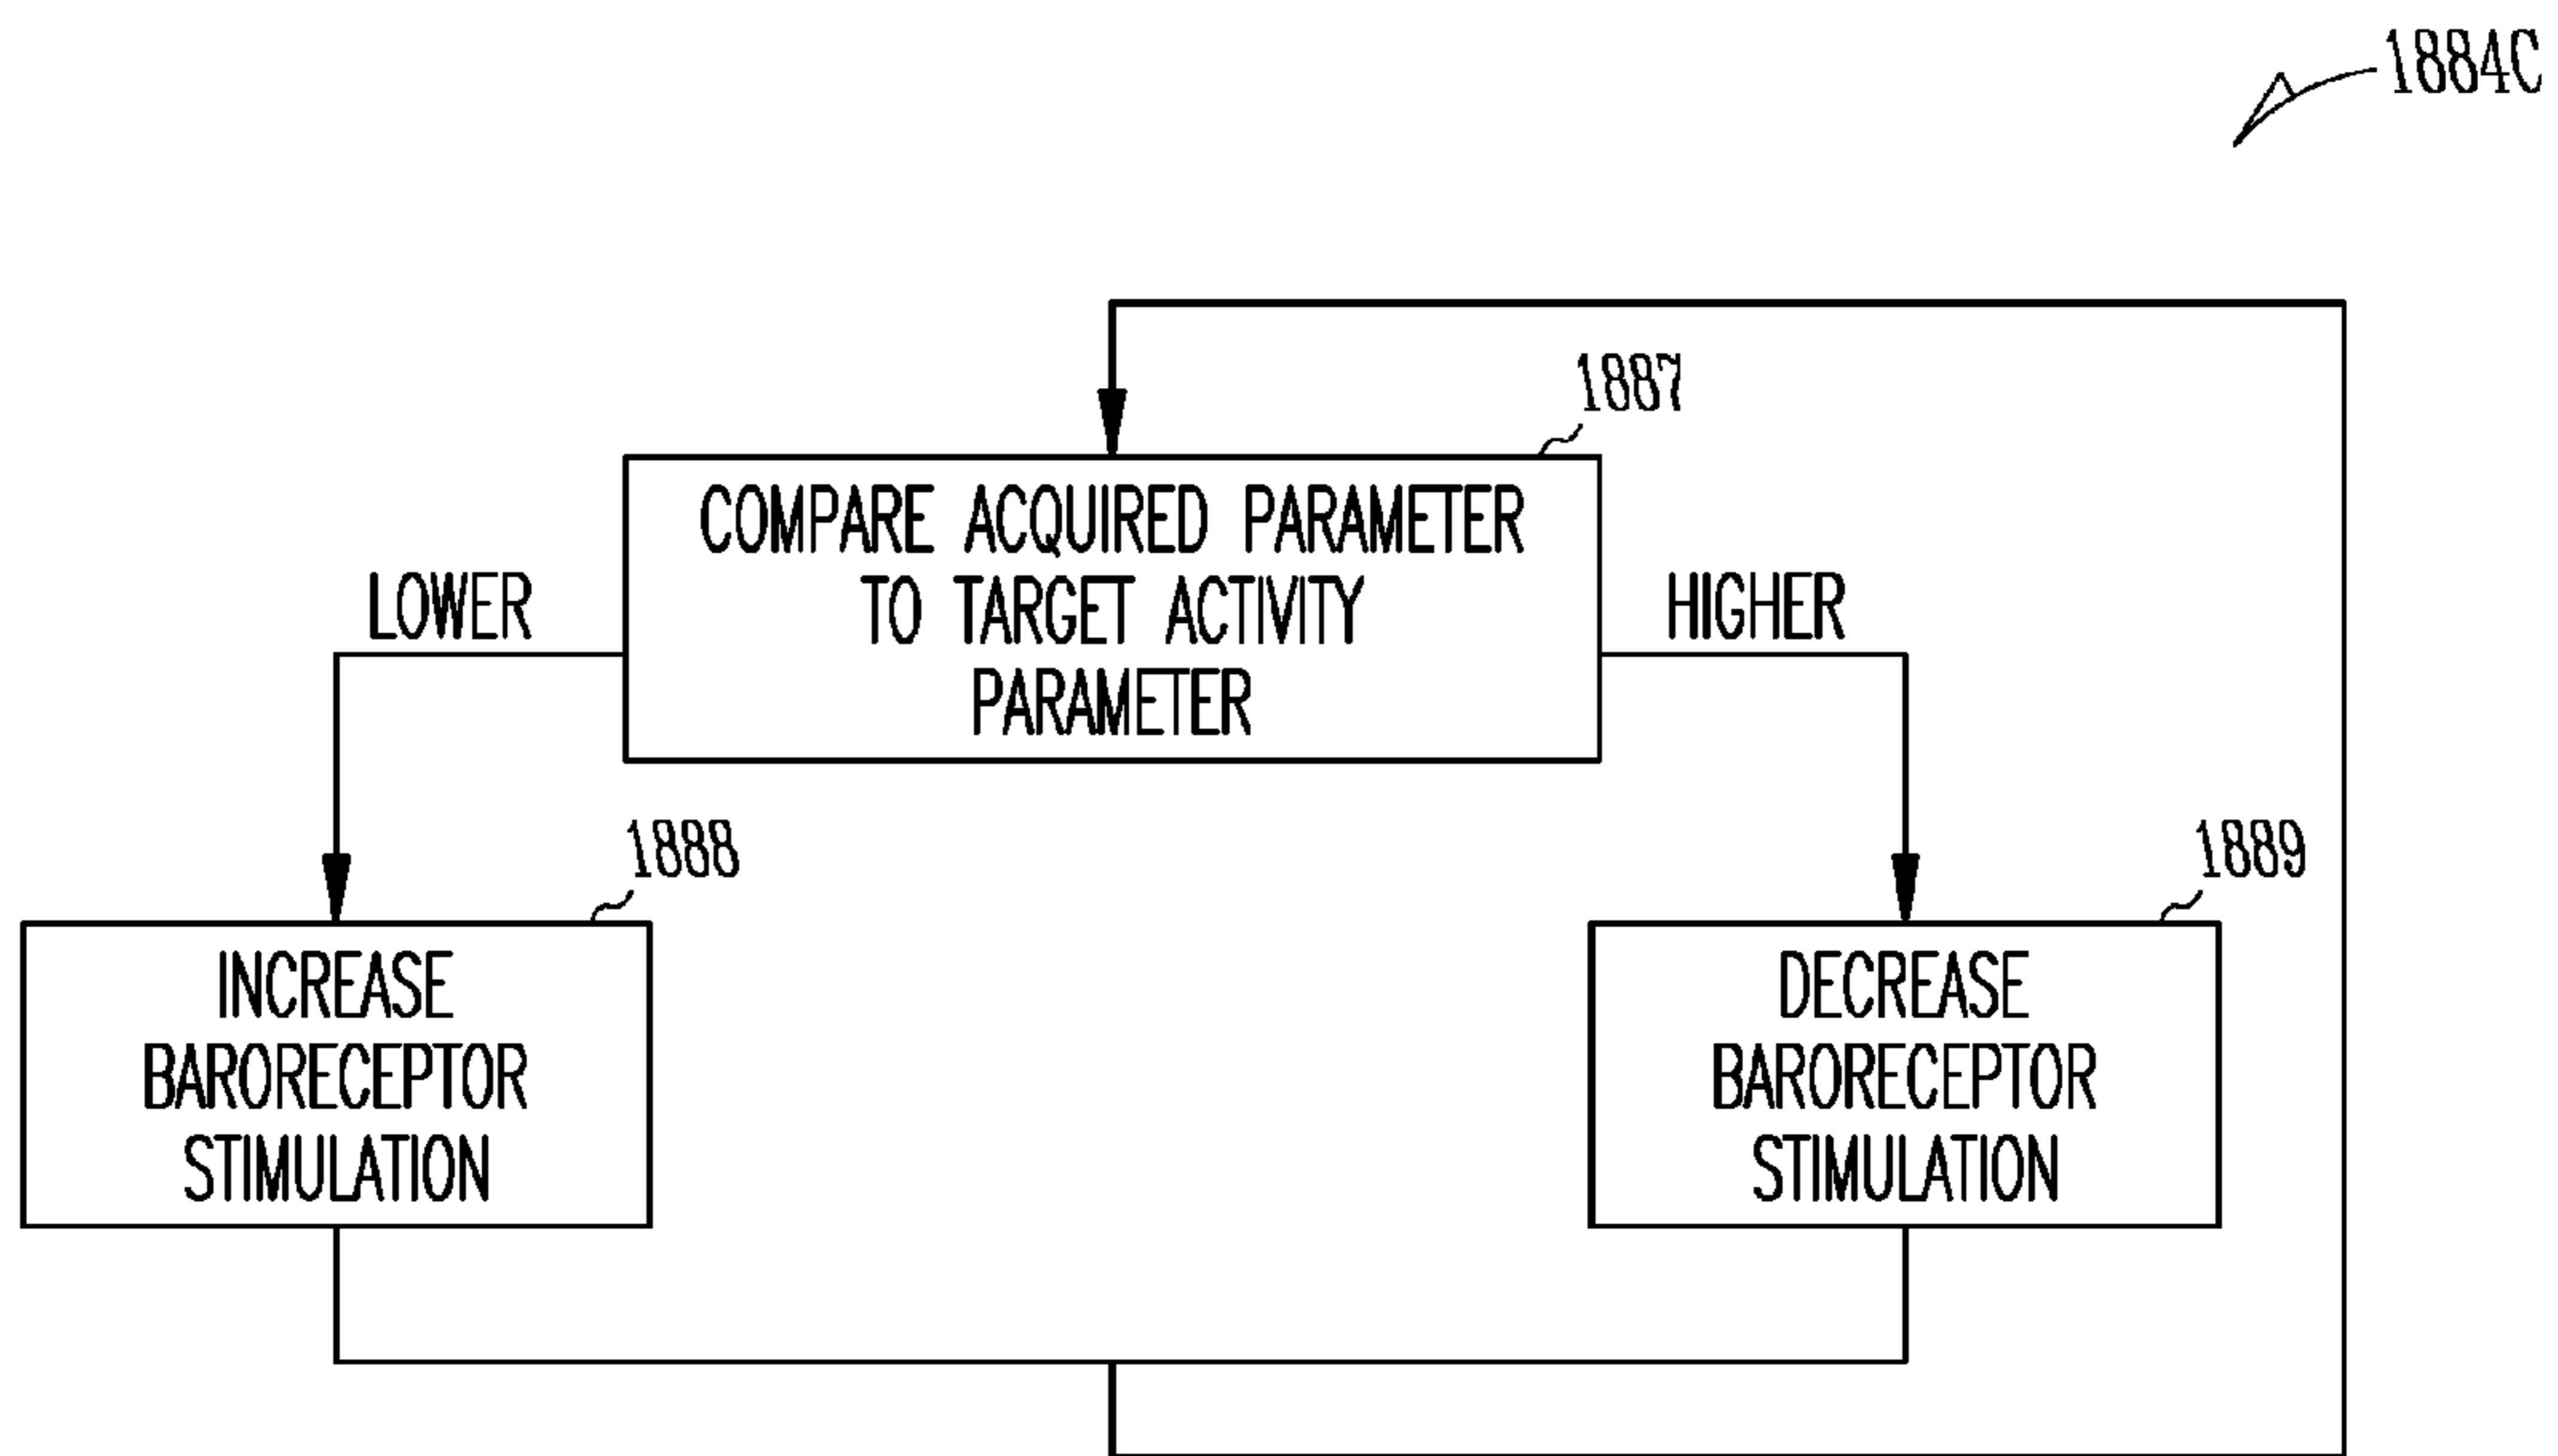 1884C
1887
COMPARE ACQUIRED PARAMETER
TO TARGET ACTIVITY
PARAMETER
LOWER
HIGHER
1888
INCREASE
BARORECEPTOR
STIMULATION
1889
DECREASE
BARORECEPTOR
STIMULATION